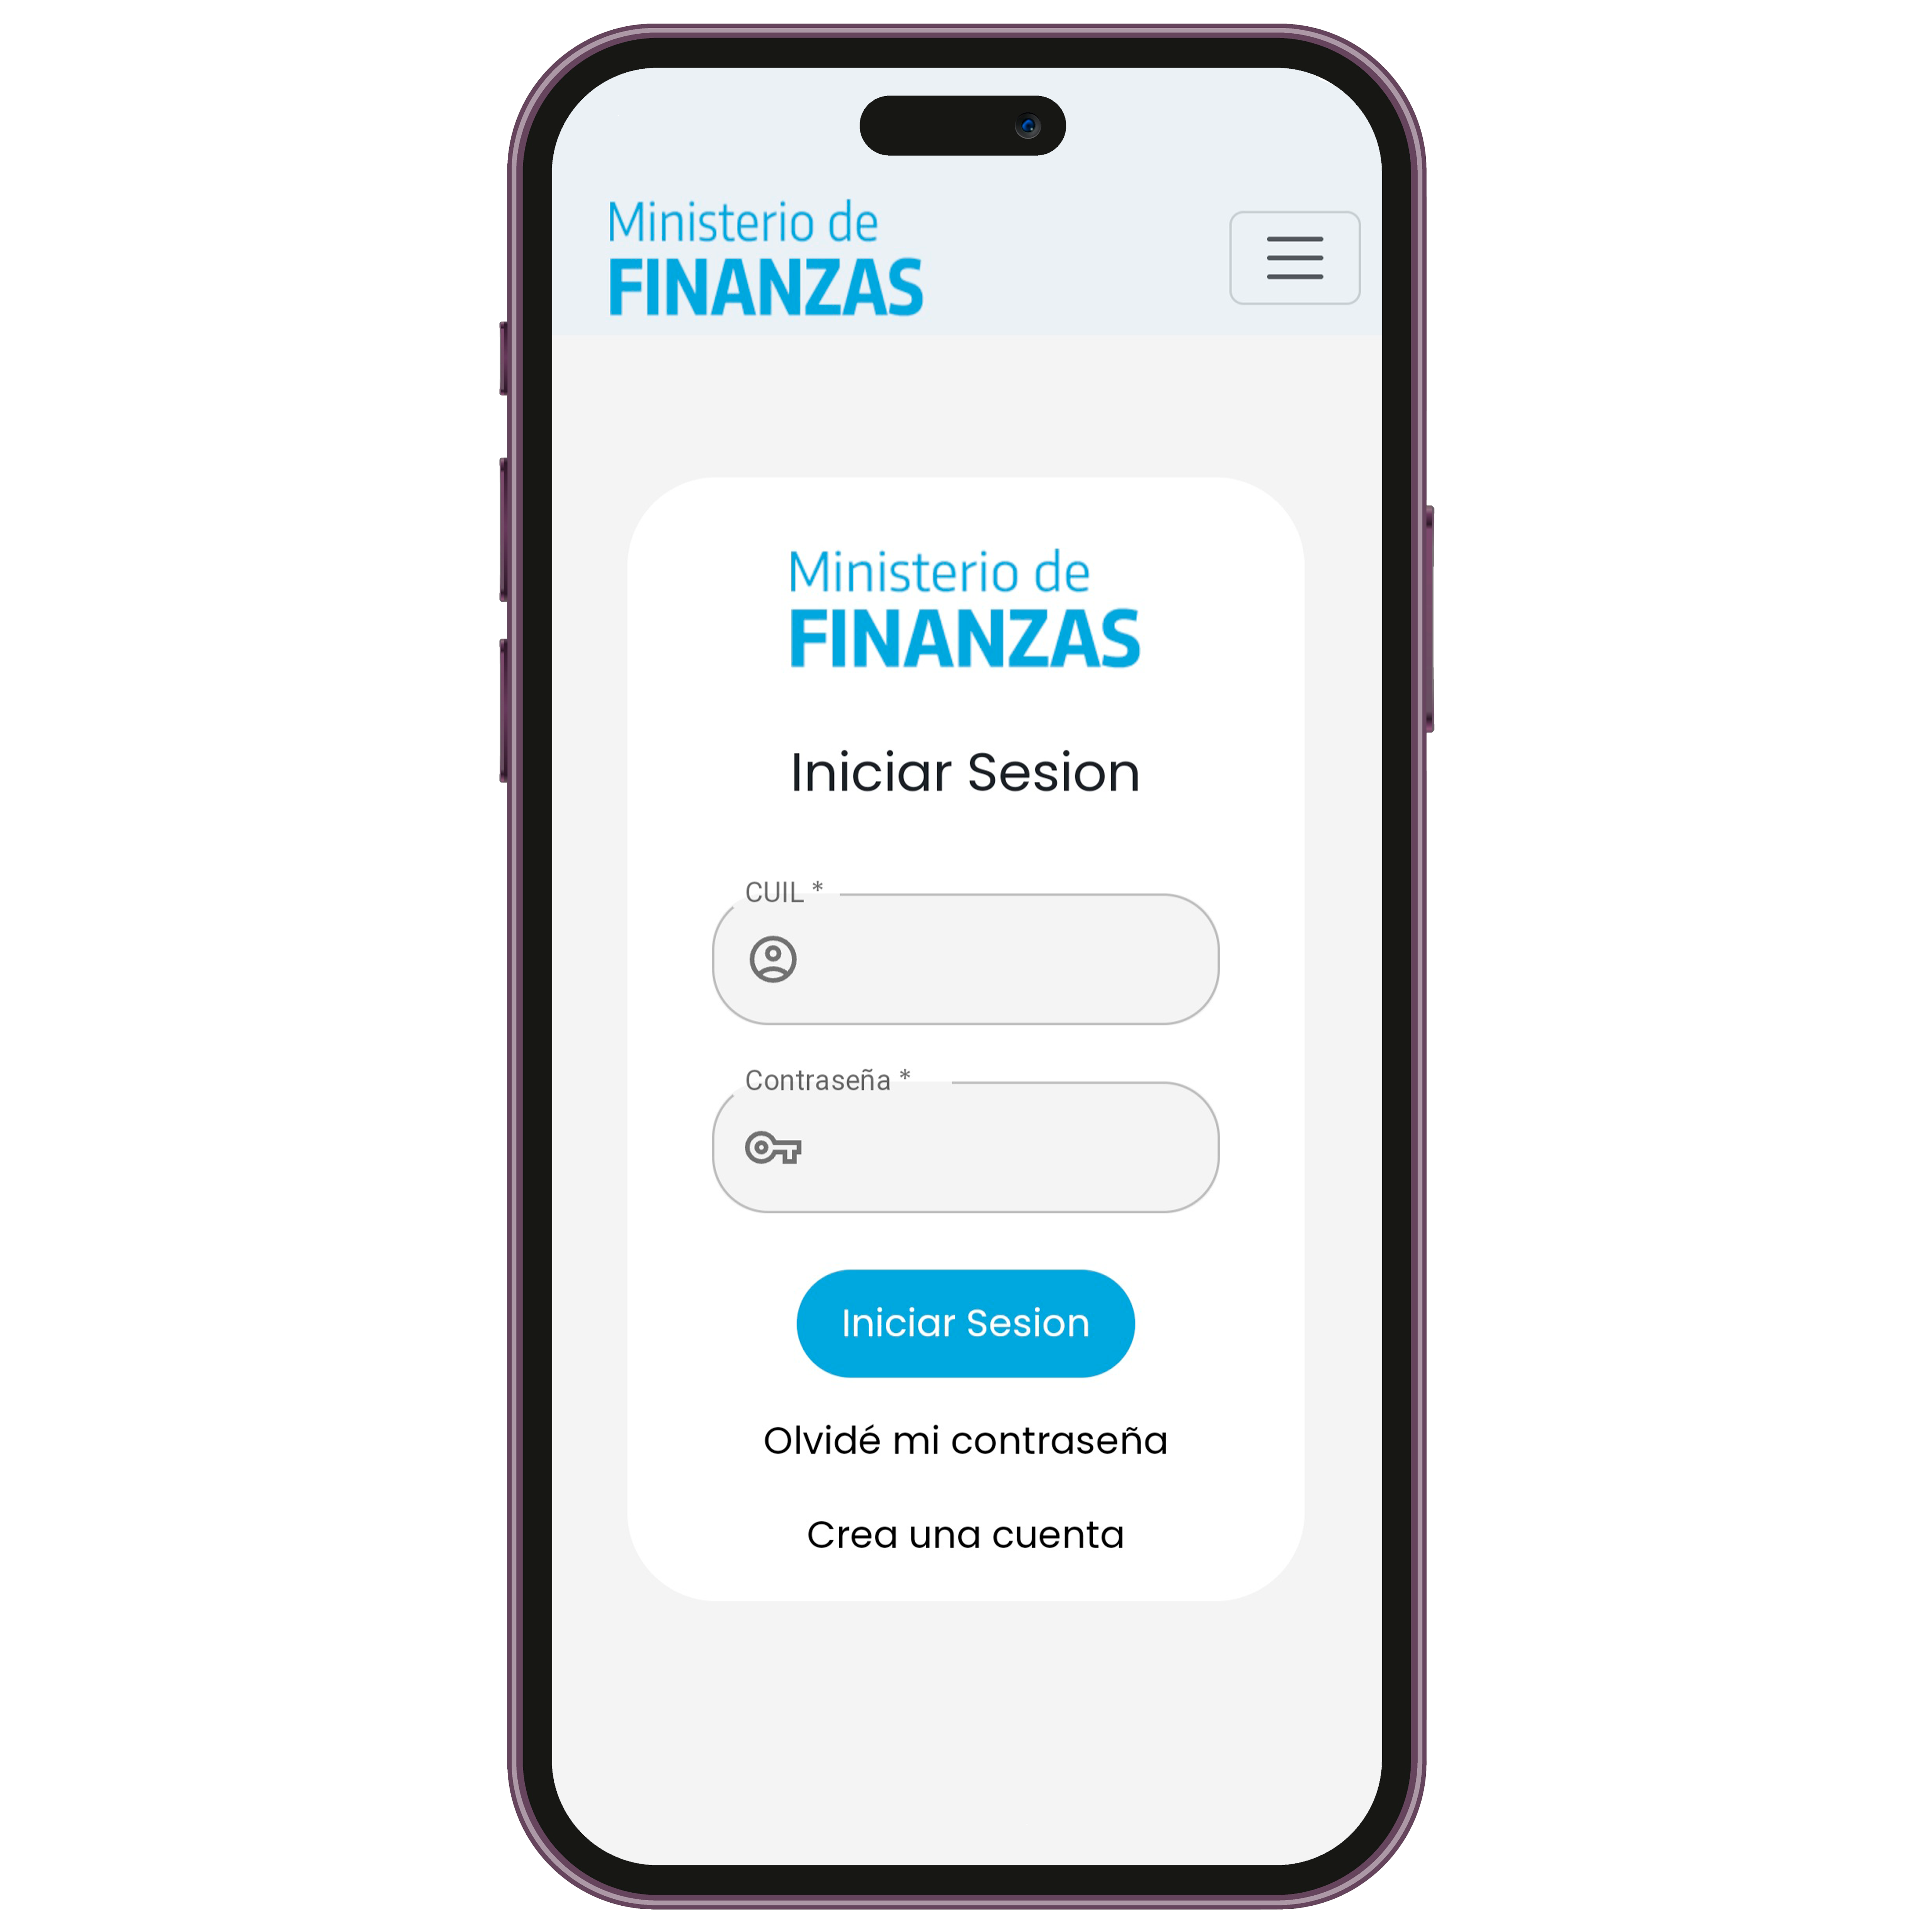 Ministerio de
FINANZAS
Ministerio de
FINANZAS
Iniciar Sesion
CUIL *
Contraseña *
Iniciar Sesion
Olvidé mi contraseña
Crea una cuenta